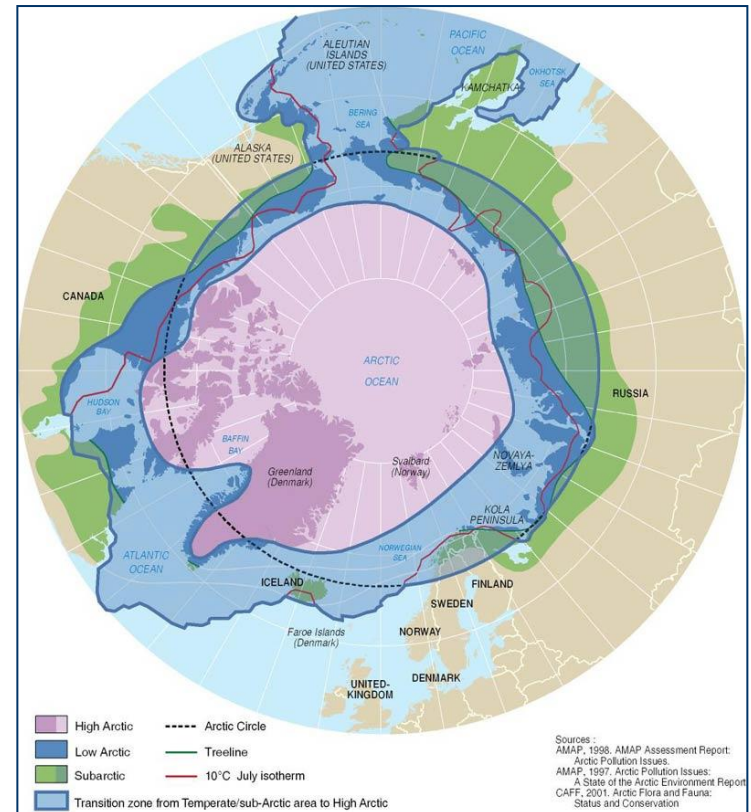 ALEUTIAN
ISLANDS
(UNITED STATES)
PACIFIC
OCEAN
KAMCHATKA
OKHOTSK
SEA
BERING
SEA
ALASKA
(UNITED STATES)
CANADA
ARCTIC
OCEAN
RUSSIA
HUDSON
BAY
BAFFIN
BAY
Greenland
(Denmark)
Svalbard
(Norway)
NOVAYA-
ZEMLYA
KOLA
PENINSULA
ATLANTIC
OCEAN
NORWEGIAN
SEA
ICELAND
FINLAND
SWEDEN
Faroe Islands
(Denmark)
NORWAY
DENMARK
UNITED-
KINGDOM
High Arctic
Arctic Circle
Low Arctic
Treeline
Subarctic
10°C July isotherm
Transition zone from Temperate/sub-Arctic area to High Arctic
Sources :
AMAP, 1998. AMAP Assessment Report:
Arctic Pollution Issues.
AMAP, 1997. Arctic Pollution Issues:
A State of the Arctic Environment Report
CAFF, 2001. Arctic Flora and Fauna:
Status and Conservation